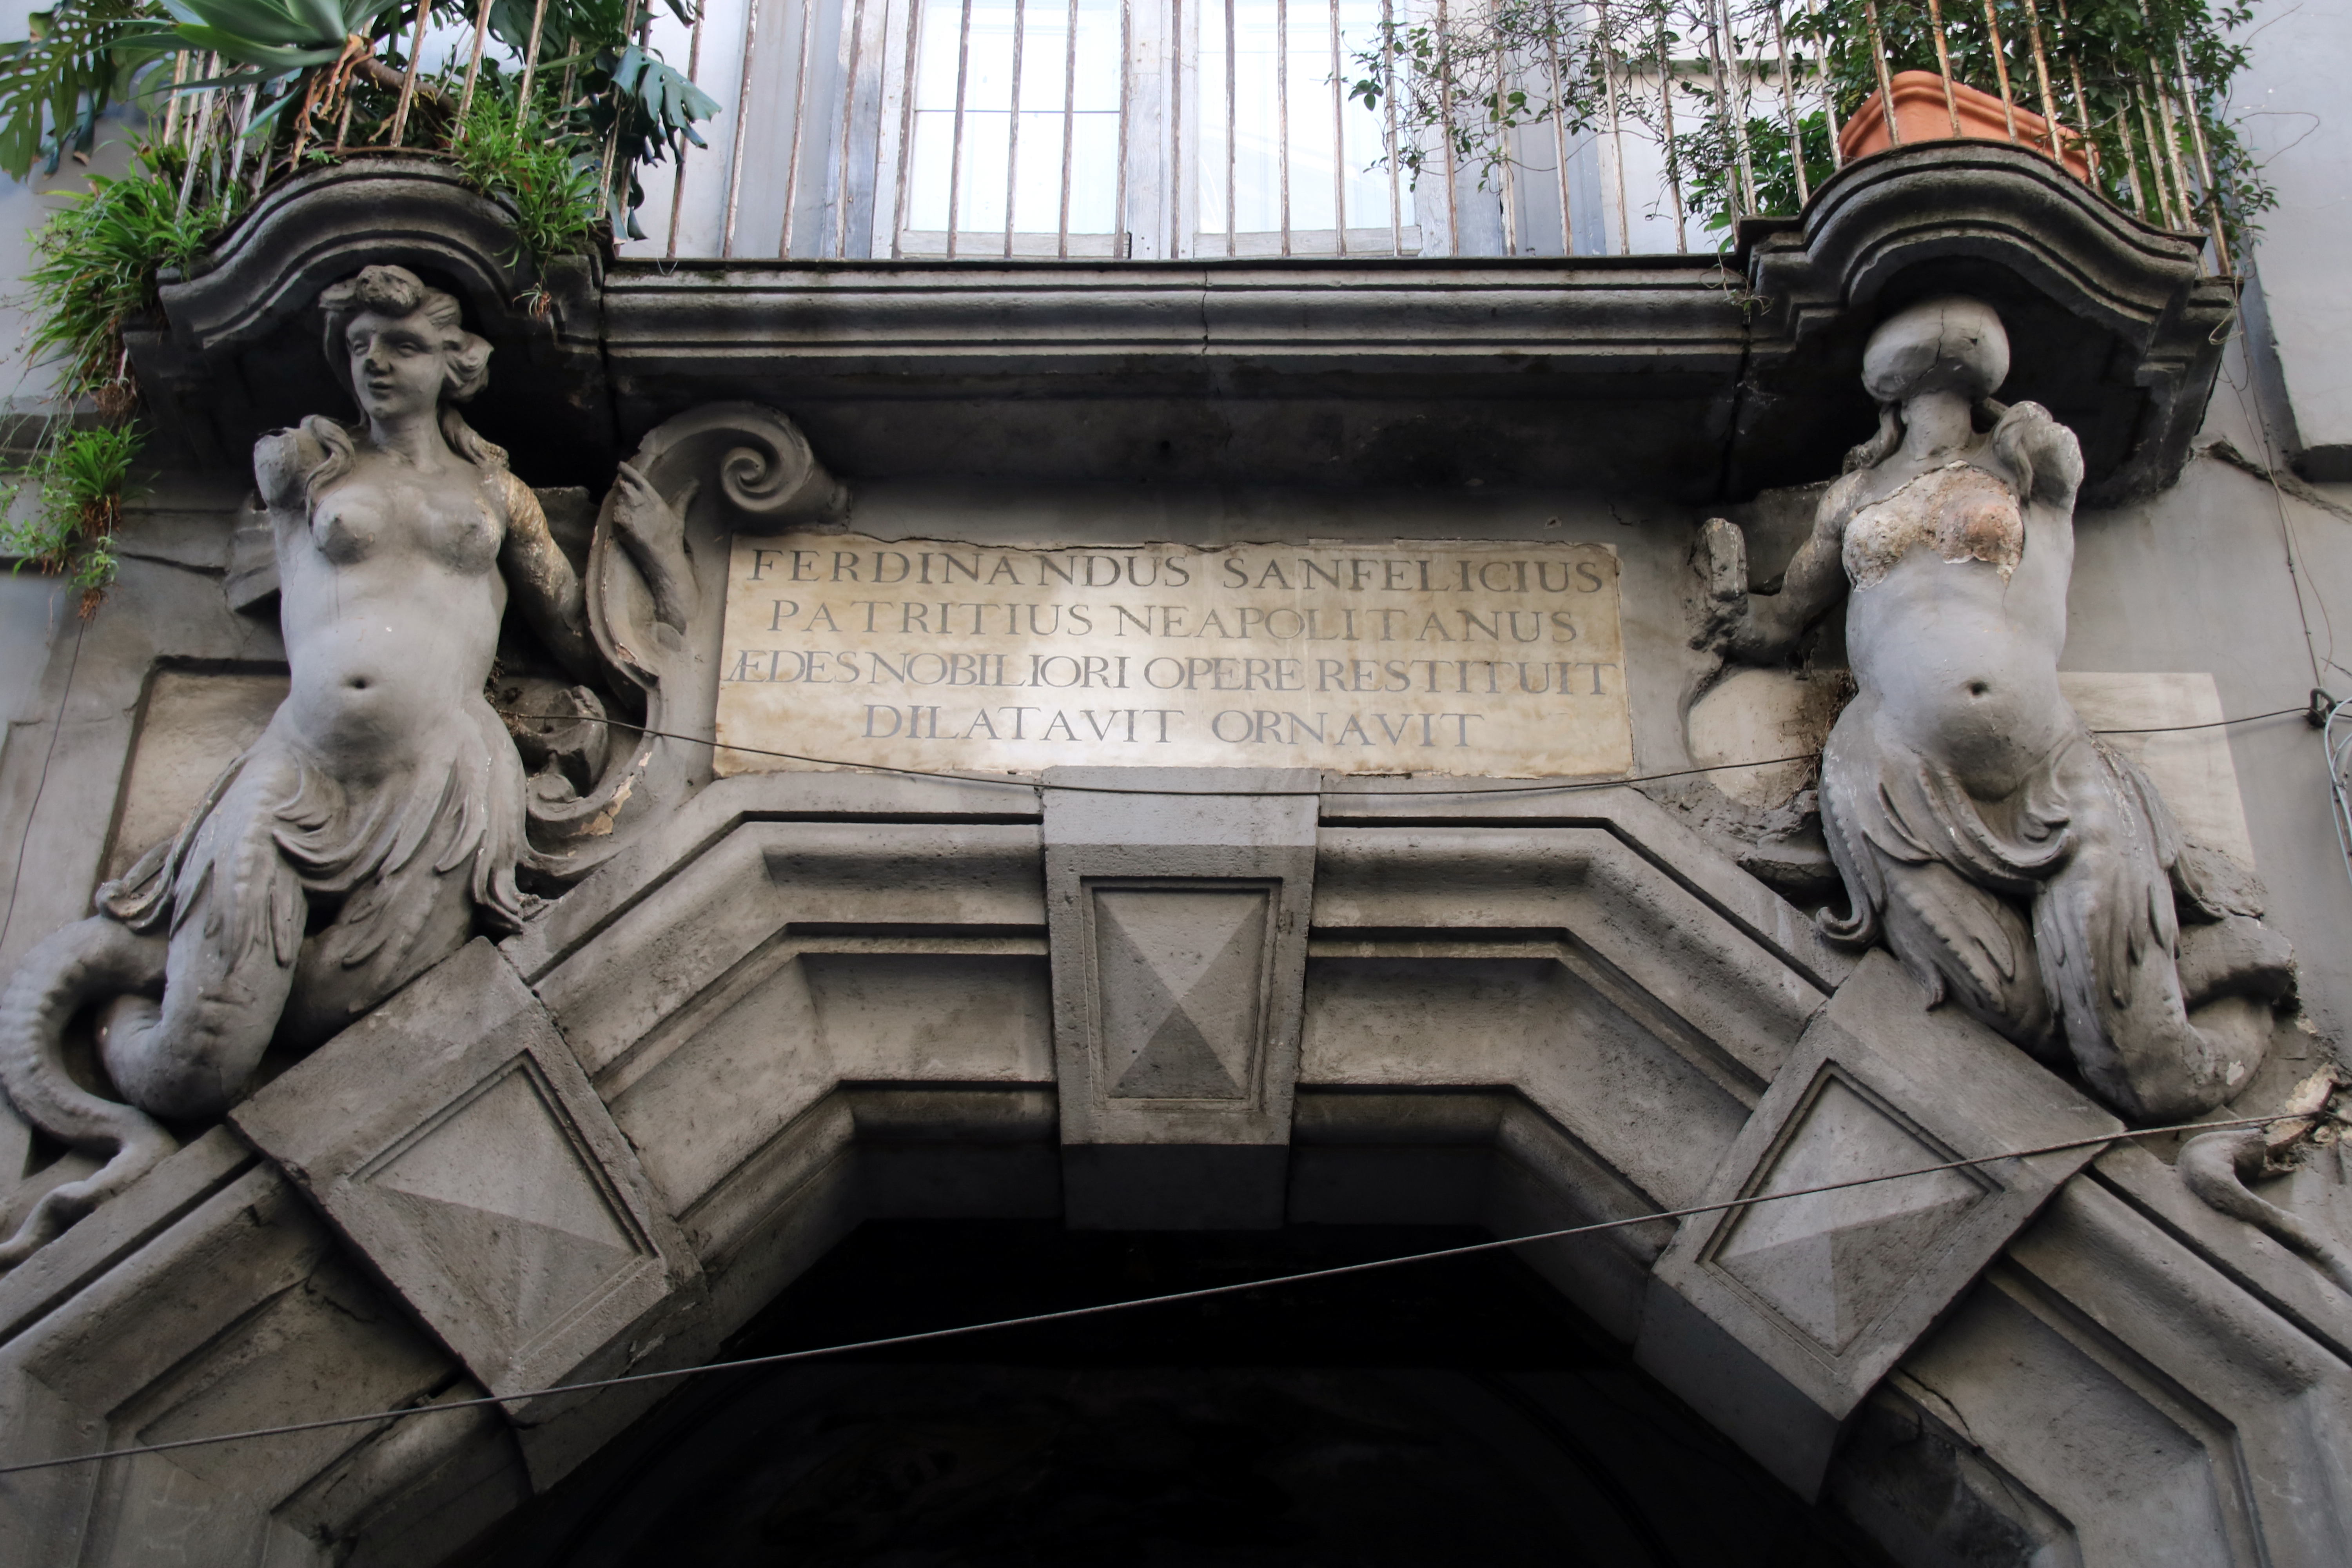 FERDINANDUS SANFELICIUS
PATRITIUS NEAPOLITANUS
ÆDES NOBILIORI OPERE RESTITUIT
DILATAVIT ORNAVIT